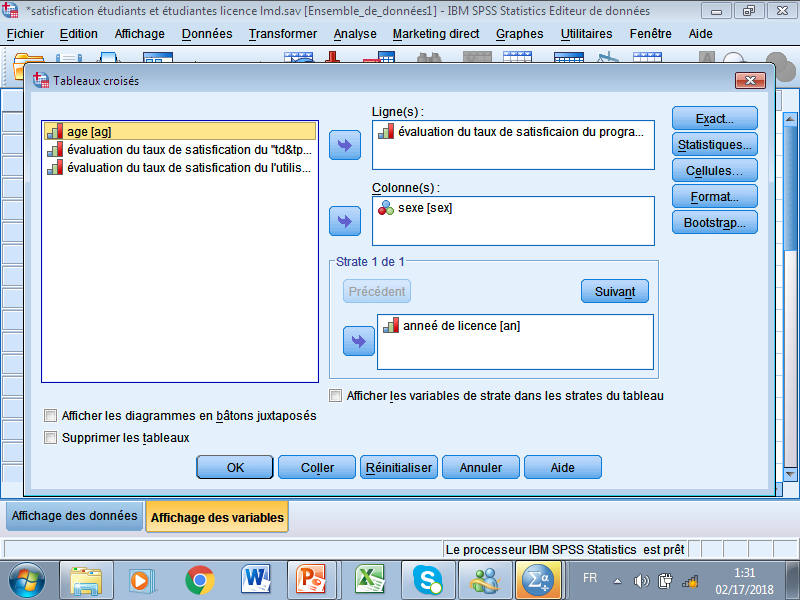 *satisfication étudiants et étudiantes licence lmd.sav [Ensemble_de_données1] - IBM SPSS Statistics Editeur de données
Fichier Edition Affichage Données Transformer Analyse Marketing direct Graphes Utilitaires Fenêtre Aide
Tableaux croisés
age [ag]
évaluation du taux de satisfication du "td&tp...
évaluation du taux de satisfication du l'utilis...
Ligne(s) :
évaluation du taux de satisficaion du progra...
Colonne(s) :
sexe [sex]
Strate 1 de 1
Précédent
Suivant
anneé de licence [an]
Afficher les variables de strate dans les strates du tableau
Exact...
Statistiques...
Cellules...
Format...
Bootstrap...
Afficher les diagrammes en bâtons juxtaposés
Supprimer les tableaux
OK Coller Réinitialiser Annuler Aide
Affichage des données Affichage des variables
Le processeur IBM SPSS Statistics est prêt
FR
1:31
02/17/2018